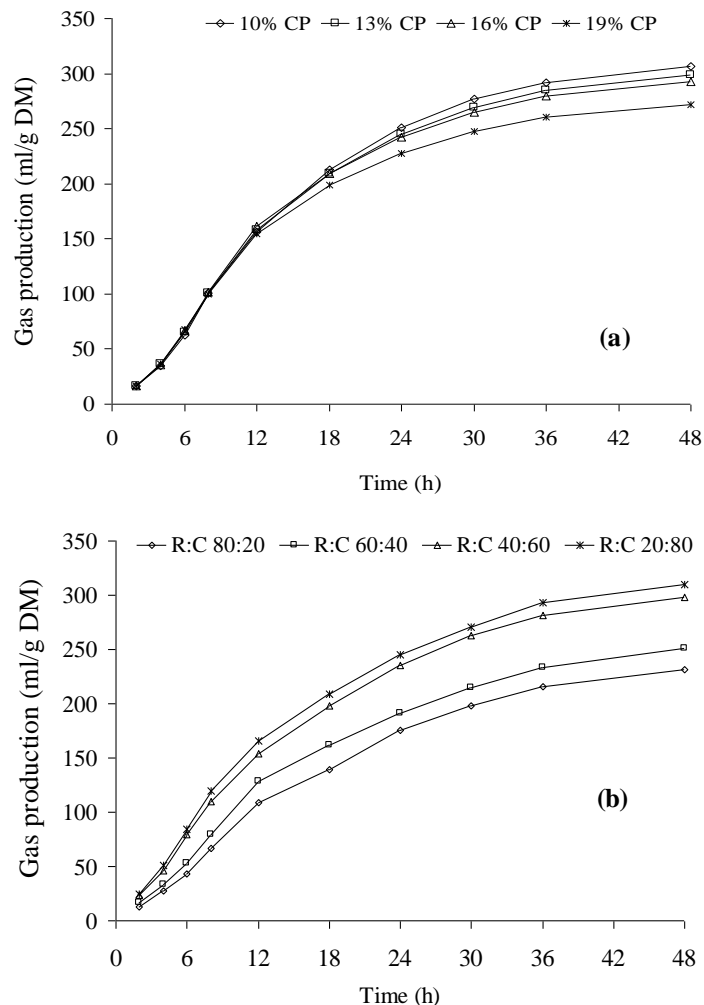 10% CP 13% CP 16% CP 19% CP
350
300
250
200
150
100
50
0
Gas production (ml/g DM)
(a)
0 6 12 18 24 30 36 42 48
Time (h)
R:C 80:20 R:C 60:40 R:C 40:60 R:C 20:80
350
300
250
200
150
100
50
0
Gas production (ml/g DM)
(b)
0 6 12 18 24 30 36 42 48
Time (h)